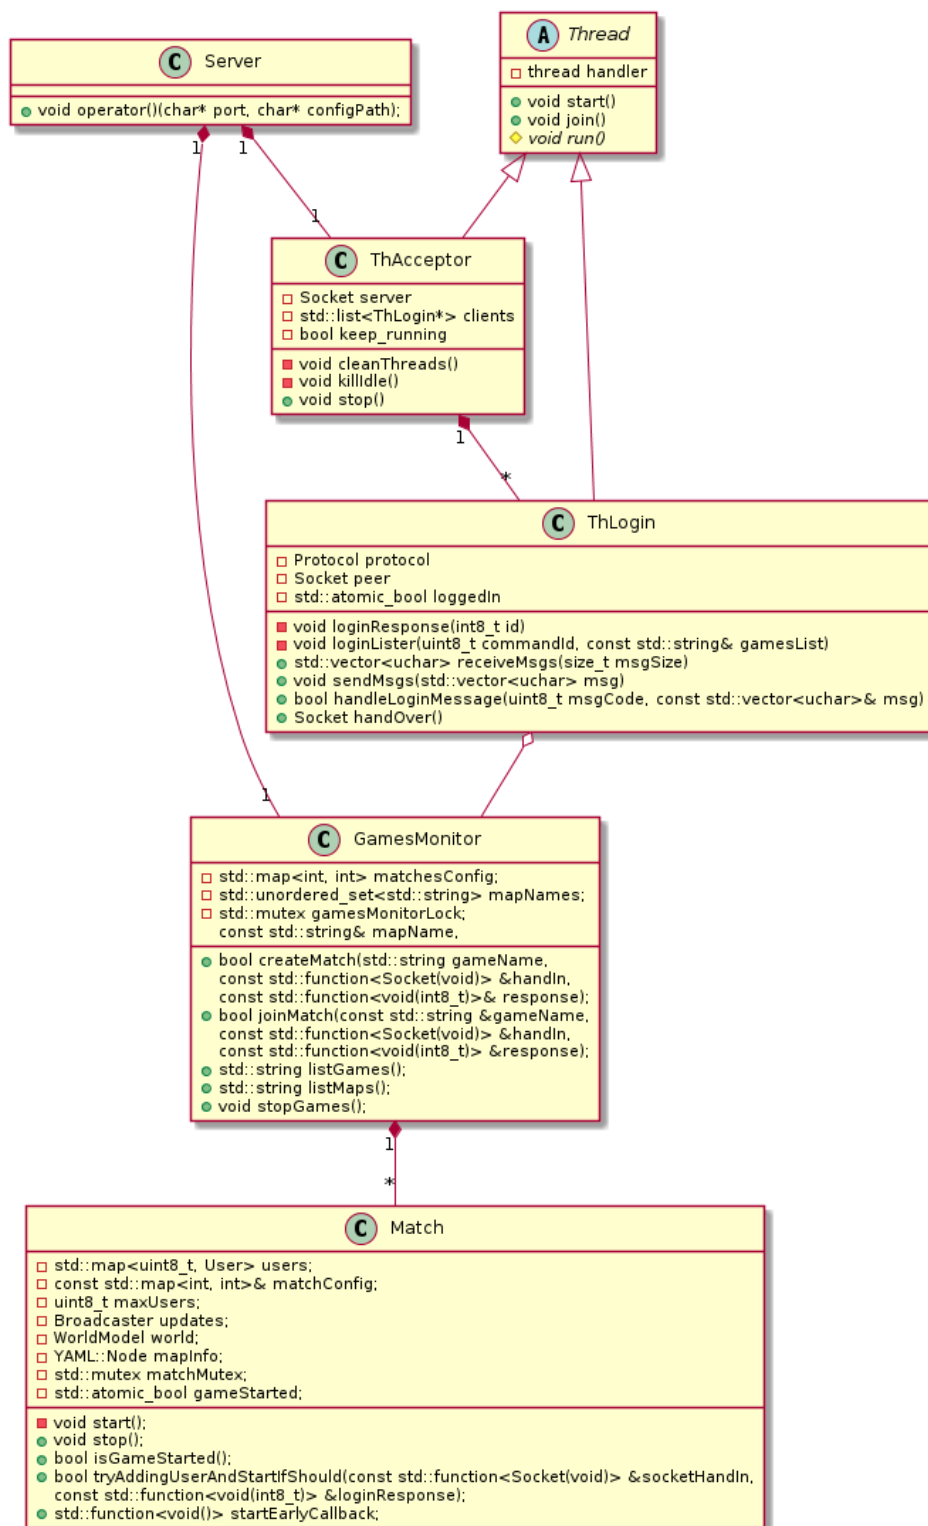 C Server
void operator()(char* port, char* configPath);
A Thread
thread handler
void start()
void join()
void run()
1
1
1
C ThAcceptor
Socket server
std::list<ThLogin*> clients
bool keep_running
void cleanThreads()
void killIdle()
void stop()
1
*
C ThLogin
Protocol protocol
Socket peer
std::atomic_bool loggedIn
void loginResponse(int8_t id)
void loginLister(uint8_t commandId, const std::string& gamesList)
std::vector<uchar> receiveMsgs(size_t msgSize)
void sendMsgs(std::vector<uchar> msg)
bool handleLoginMessage(uint8_t msgCode, const std::vector<uchar>& msg)
Socket handOver()
1
C GamesMonitor
std::map<int, int> matchesConfig;
std::unordered_set<std::string> mapNames;
std::mutex gamesMonitorLock;
const std::string& mapName,
bool createMatch(std::string gameName,
const std::function<Socket(void)> &handIn,
const std::function<void(int8_t)>& response);
bool joinMatch(const std::string &gameName,
const std::function<Socket(void)> &handIn,
const std::function<void(int8_t)> &response);
std::string listGames();
std::string listMaps();
void stopGames();
1
*
C Match
std::map<uint8_t, User> users;
const std::map<int, int>& matchConfig;
uint8_t maxUsers;
Broadcaster updates;
WorldModel world;
YAML::Node mapInfo;
std::mutex matchMutex;
std::atomic_bool gameStarted;
void start();
void stop();
bool isGameStarted();
bool tryAddingUserAndStartIfShould(const std::function<Socket(void)> &socketHandIn,
const std::function<void(int8_t)> &loginResponse);
std::function<void()> startEarlyCallback;